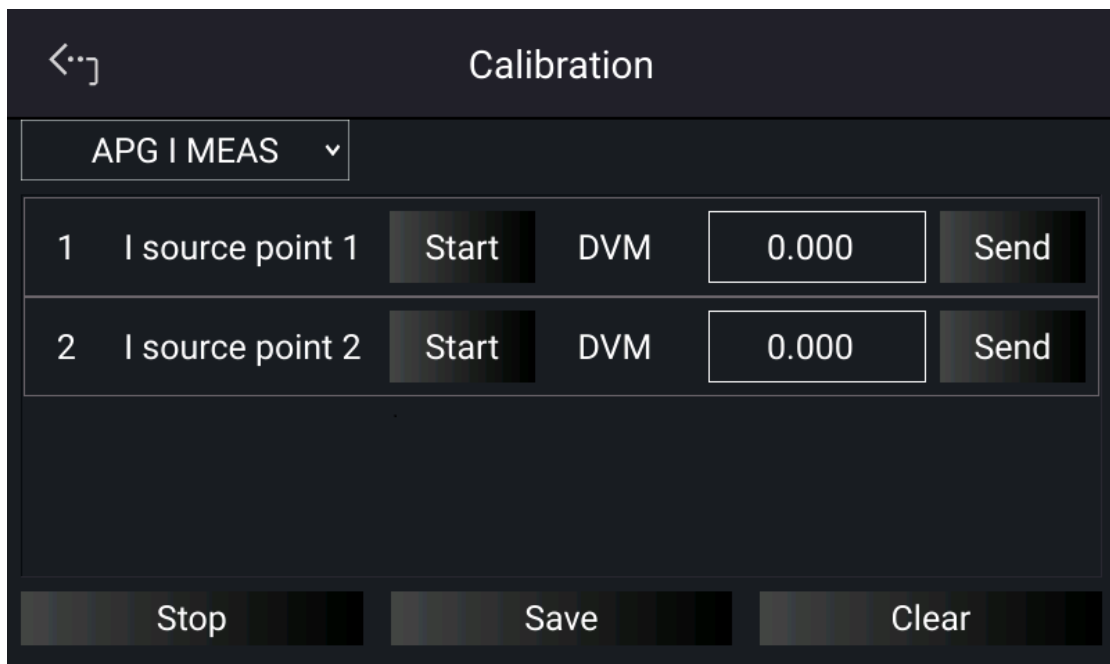 Calibration
APG I MEAS
1 I source point 1 Start DVM 0.000 Send
2 I source point 2 Start DVM 0.000 Send
Stop Save Clear